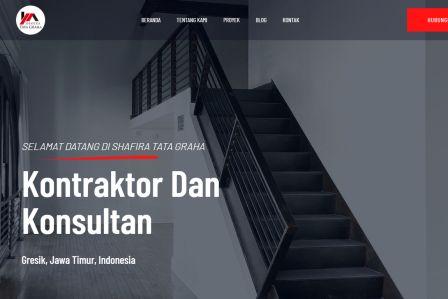 BERANDA
TENTANG KAMI
PROYEK
BLOG
KONTAK
HUBUNG
TATA GRAHA
SELAMAT DATANG DI SHAFIRA TATA GRAHA
Kontraktor Dan
Konsultan
Gresik, Jawa Timur, Indonesia